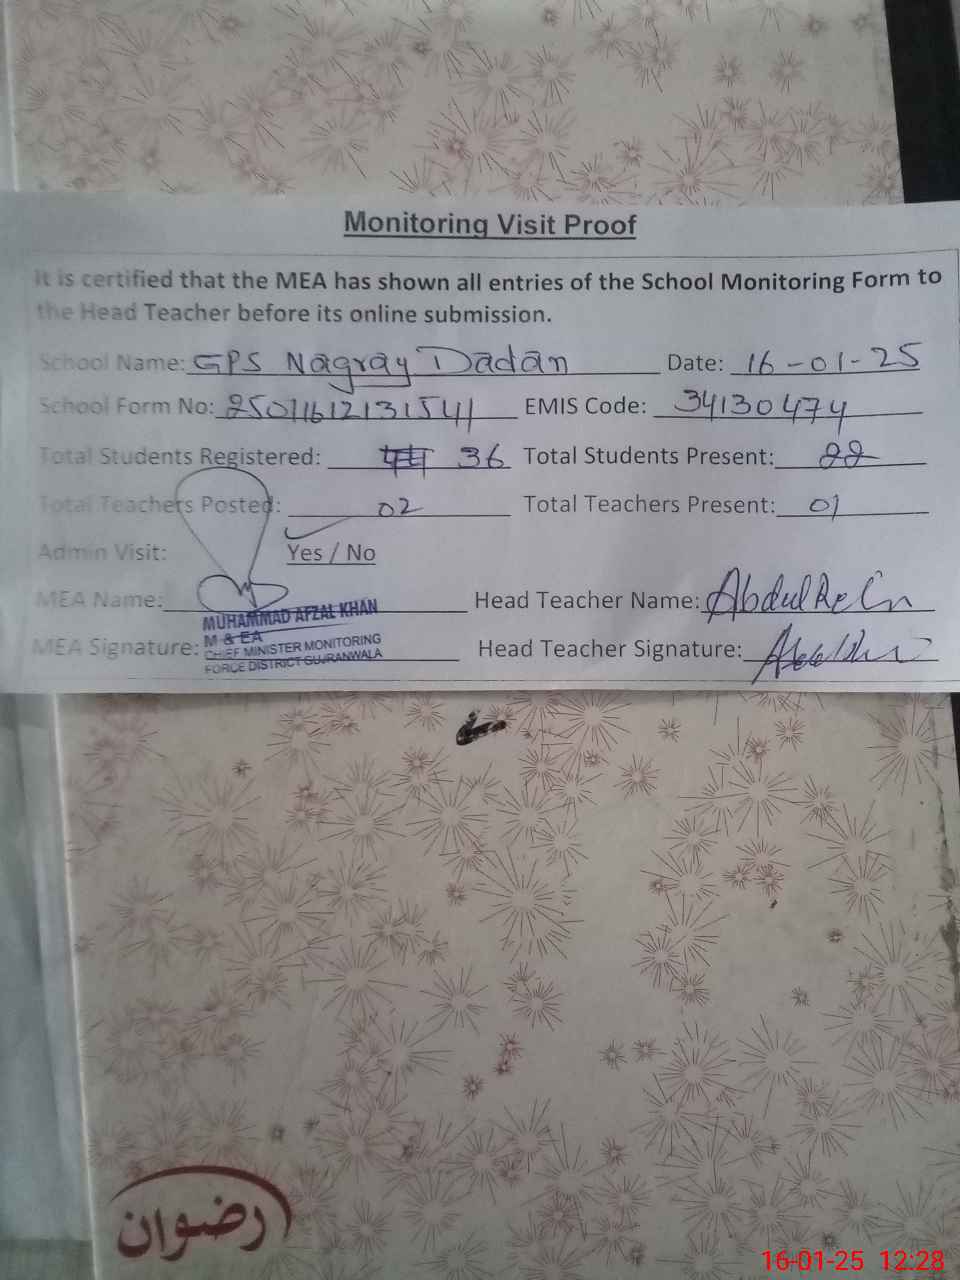 Monitoring Visit Proof
It is certified that the MEA has shown all entries of the School Monitoring Form to
the Head Teacher before its online submission.
School Name: GPS Nagray Dadan Date: 16-01-25
School Form No: 25011612131541 EMIS Code: 34130474
Total Students Registered: 36 Total Students Present: 22
Total Teachers Posted: 02 Total Teachers Present: 01
Admin Visit: Yes / No
MEA Name: Head Teacher Name: Abdul
MUHAMMAD AFZAL KHAN
M & EA
MEA Signature: Head Teacher Signature:
CHIEF MINISTER MONITORING
FORCE DISTRICT GUJRANWALA
رضوان
16-01-25 12:28